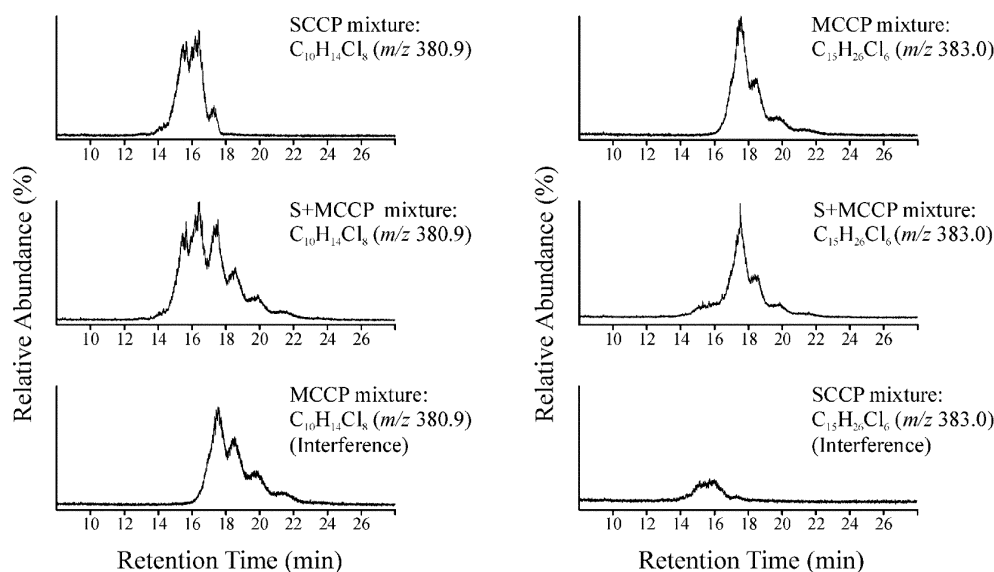 SCCP mixture:
C₁₀H₁₄Cl₈ (m/z 380.9)
10 12 14 16 18 20 22 24 26
S+MCCP mixture:
C₁₀H₁₄Cl₈ (m/z 380.9)
10 12 14 16 18 20 22 24 26
MCCP mixture:
C₁₀H₁₄Cl₈ (m/z 380.9)
(Interference)
10 12 14 16 18 20 22 24 26
Relative Abundance (%)
Retention Time (min)
MCCP mixture:
C₁₅H₂₆Cl₆ (m/z 383.0)
10 12 14 16 18 20 22 24 26
S+MCCP mixture:
C₁₅H₂₆Cl₆ (m/z 383.0)
10 12 14 16 18 20 22 24 26
SCCP mixture:
C₁₅H₂₆Cl₆ (m/z 383.0)
(Interference)
10 12 14 16 18 20 22 24 26
Relative Abundance (%)
Retention Time (min)